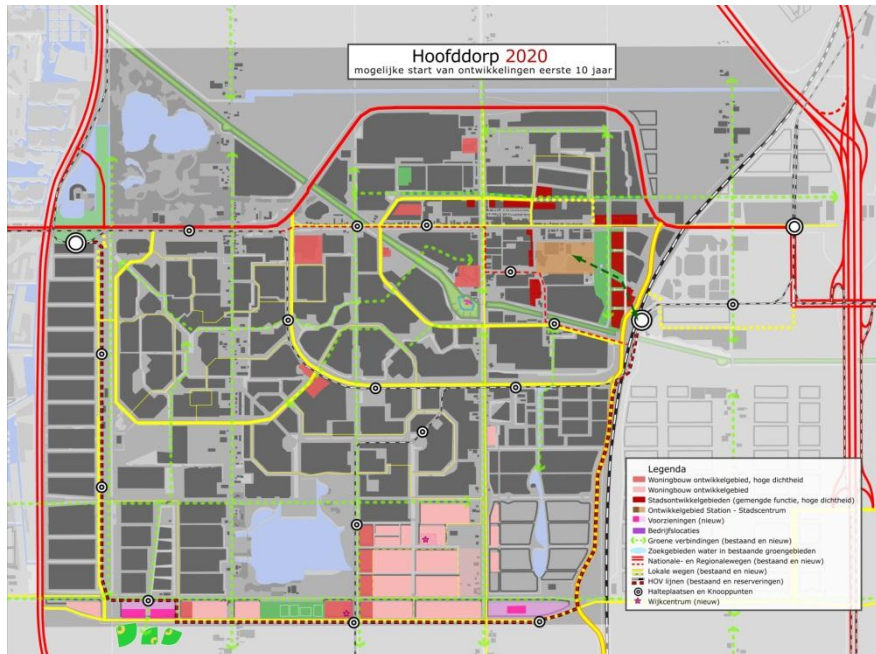 Hoofddorp 2020
mogelijke start van ontwikkelingen eerste 10 jaar
Legenda
Woningbouw ontwikkelgebied, hoge dichtheid
Woningbouw ontwikkelgebied
Stadsontwikkelgebieden (gemengde functie, hoge dichtheid)
Ontwikkelgebied Station - Stadscentrum
Voorzieningen (nieuw)
Bedrijfslocaties
Groene verbindingen (bestaand en nieuw)
Zoekgebieden water in bestaande groengebieden
Nationale- en Regionalewegen (bestaand en nieuw)
Lokale wegen (bestaand en nieuw)
HOV lijnen (bestaand en reserveringen)
Halteplaatsen en Knooppunten
Wijkcentrum (nieuw)